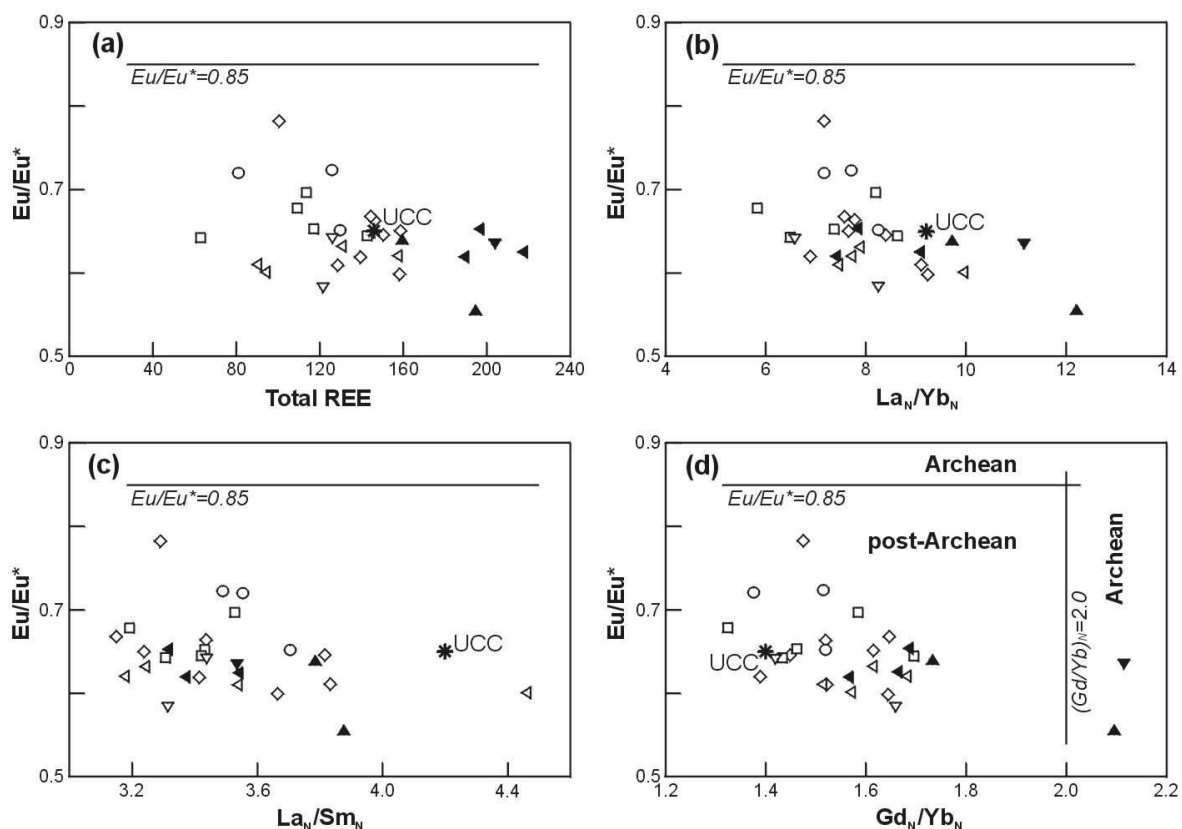 (a)
0.9
Eu/Eu*=0.85
0.7
Eu/Eu*
UCC
0.5
0 40 80 120 160 200 240
Total REE
(b)
0.9
Eu/Eu*=0.85
0.7
Eu/Eu*
UCC
0.5
4 6 8 10 12 14
LaN/YbN
(c)
0.9
Eu/Eu*=0.85
0.7
Eu/Eu*
UCC
0.5
3.2 3.6 4.0 4.4
LaN/SmN
(d)
0.9
Archean
Eu/Eu*=0.85
post-Archean
Archean
0.7
Eu/Eu*
UCC
(Gd/Yb)N=2.0
0.5
1.2 1.4 1.6 1.8 2.0 2.2
GdN/YbN